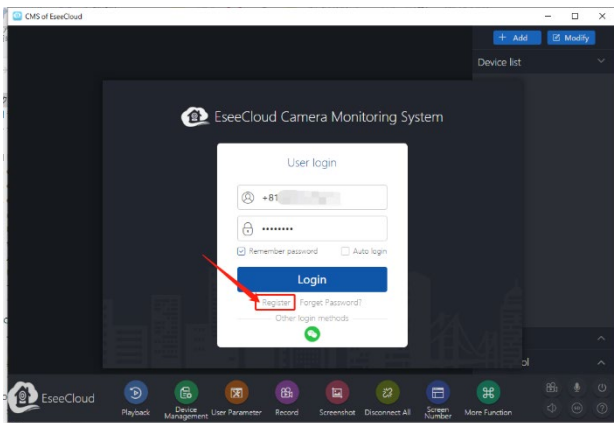 CMS of EseeCloud
+ Add
Modify
Device list
EseeCloud Camera Monitoring System
User login
+81
••••••••
Remember password
Auto login
Login
Register
Forget Password?
Other login methods
EseeCloud
Playback
Device Management
User Parameter
Record
Screenshot
Disconnect All
Screen Number
More Function